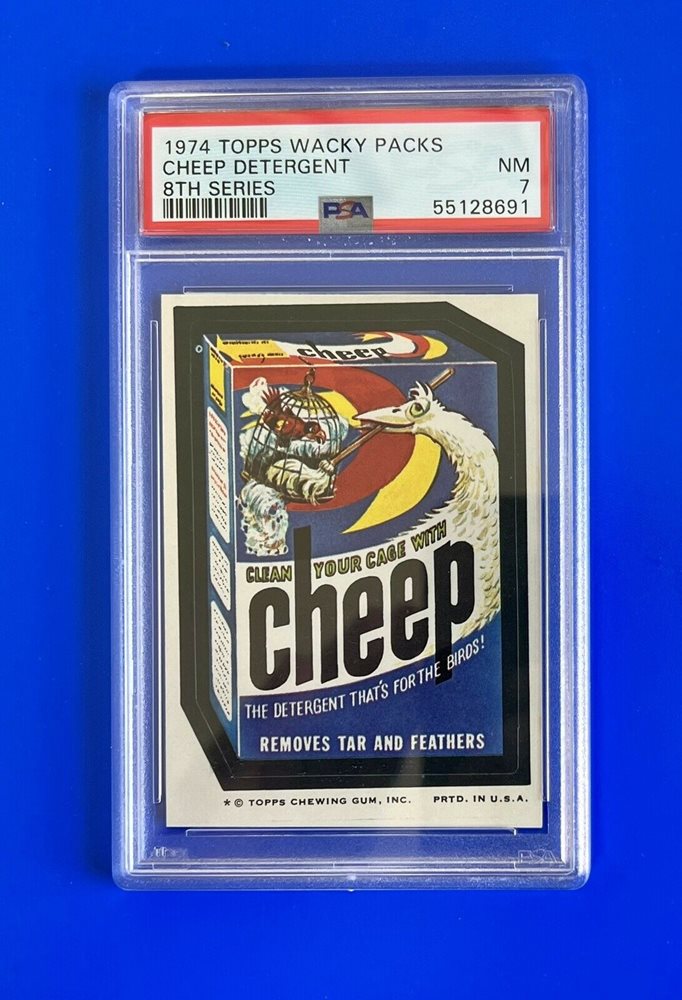 1974 TOPPS WACKY PACKS
CHEEP DETERGENT NM
8TH SERIES 7
PSA 55128691
cheep
CLEAN YOUR CAGE WITH
cheep
THE DETERGENT THAT'S FOR THE BIRDS!
REMOVES TAR AND FEATHERS
* © TOPPS CHEWING GUM, INC. PRTD. IN U.S.A.
PSA